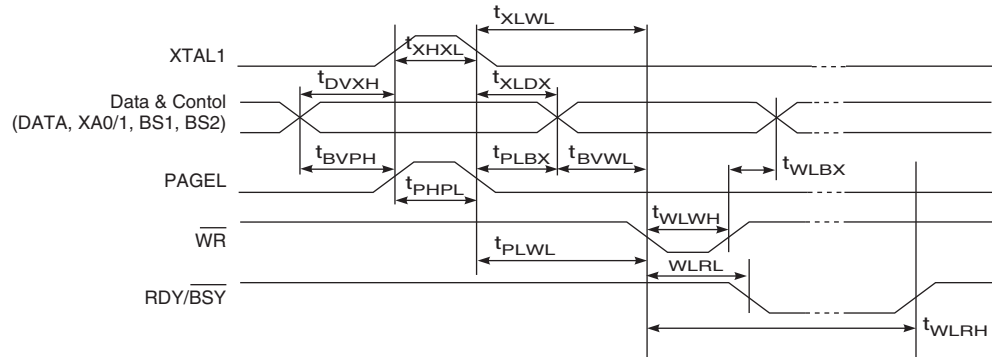 tXLWL
XTAL1
tXHXL
tDVXH
tXLDX
Data & Contol
(DATA, XA0/1, BS1, BS2)
tBVPH
tPLBX
tBVWL
tWLBX
PAGEL
tPHPL
tWLWH
WR
tPLWL
WLRL
RDY/BSY
tWLRH